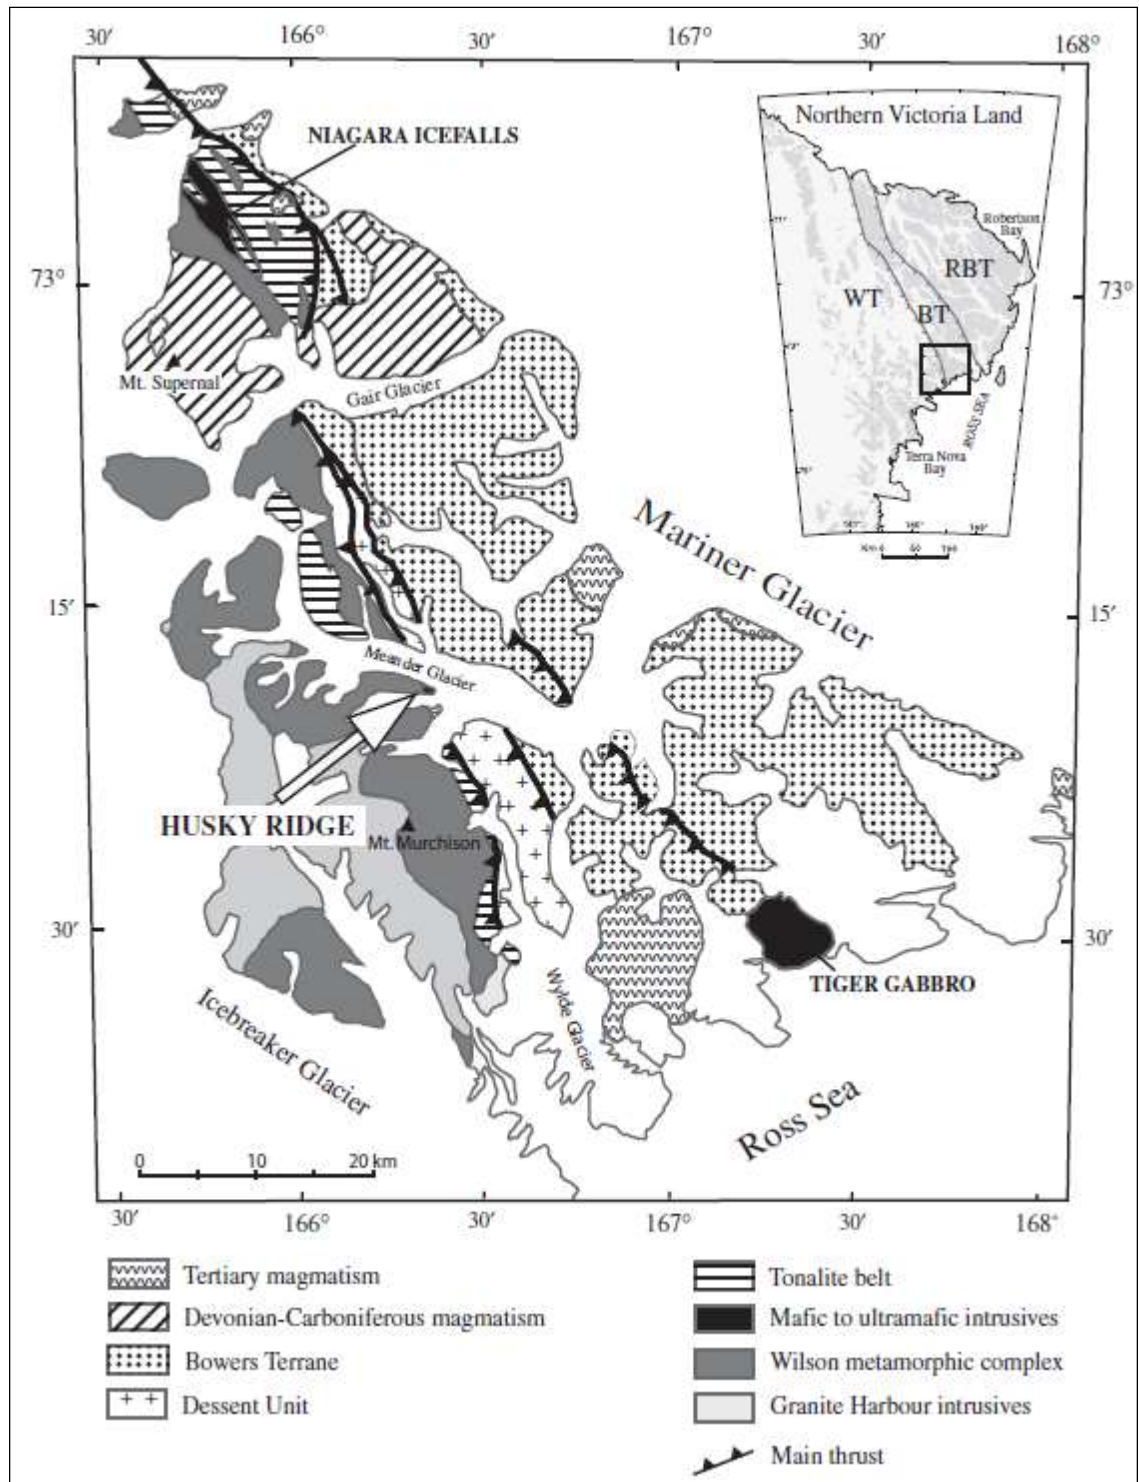 30′ 166° 30′ 167° 30′ 168°
NIAGARA ICEFALLS
Northern Victoria Land
Robertson
Bay
RBT
WT
BT
ROSS SEA
Terra Nova
Bay
73°
73°
Mt. Supernal
Gair Glacier
Mariner Glacier
15′
15′
Meander Glacier
HUSKY RIDGE
Mt. Murchison
30′
30′
TIGER GABBRO
Icebreaker Glacier
Wylde Glacier
Ross Sea
0 10 20 km
30′ 166° 30′ 167° 30′ 168°
Tertiary magmatism
Devonian-Carboniferous magmatism
Bowers Terrane
Dessent Unit
Tonalite belt
Mafic to ultramafic intrusives
Wilson metamorphic complex
Granite Harbour intrusives
Main thrust